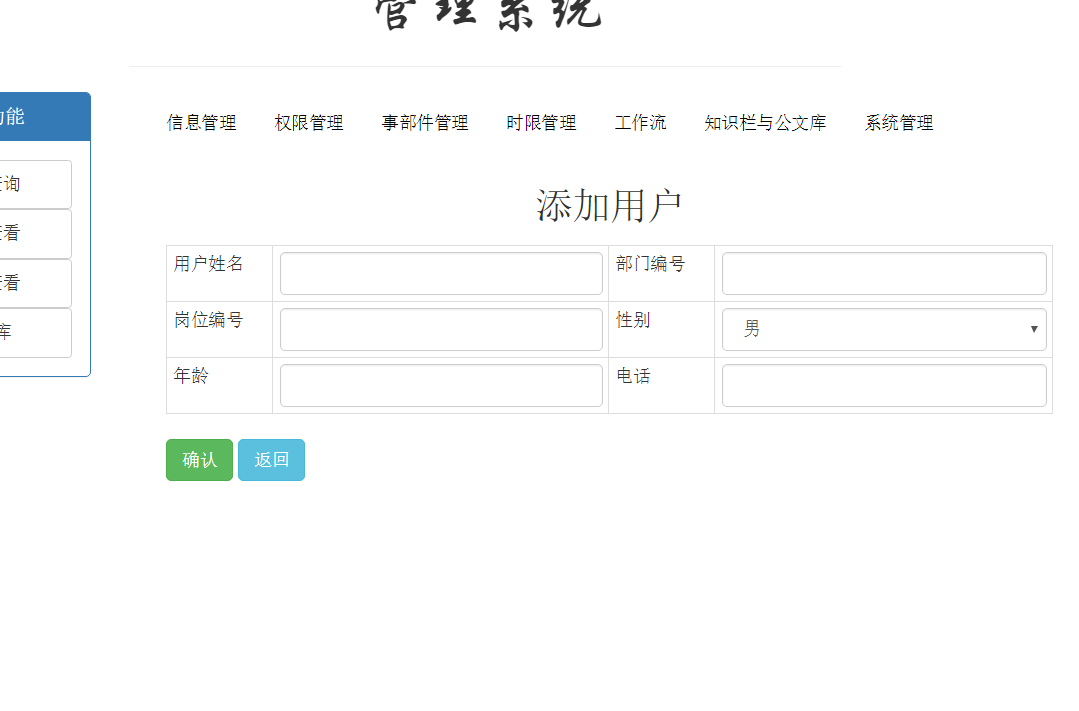 管理系统
功能
查询
查看
查看
库
信息管理 权限管理 事部件管理 时限管理 工作流 知识栏与公文库 系统管理
添加用户
用户姓名 部门编号
岗位编号 性别 男
年龄 电话
确认 返回